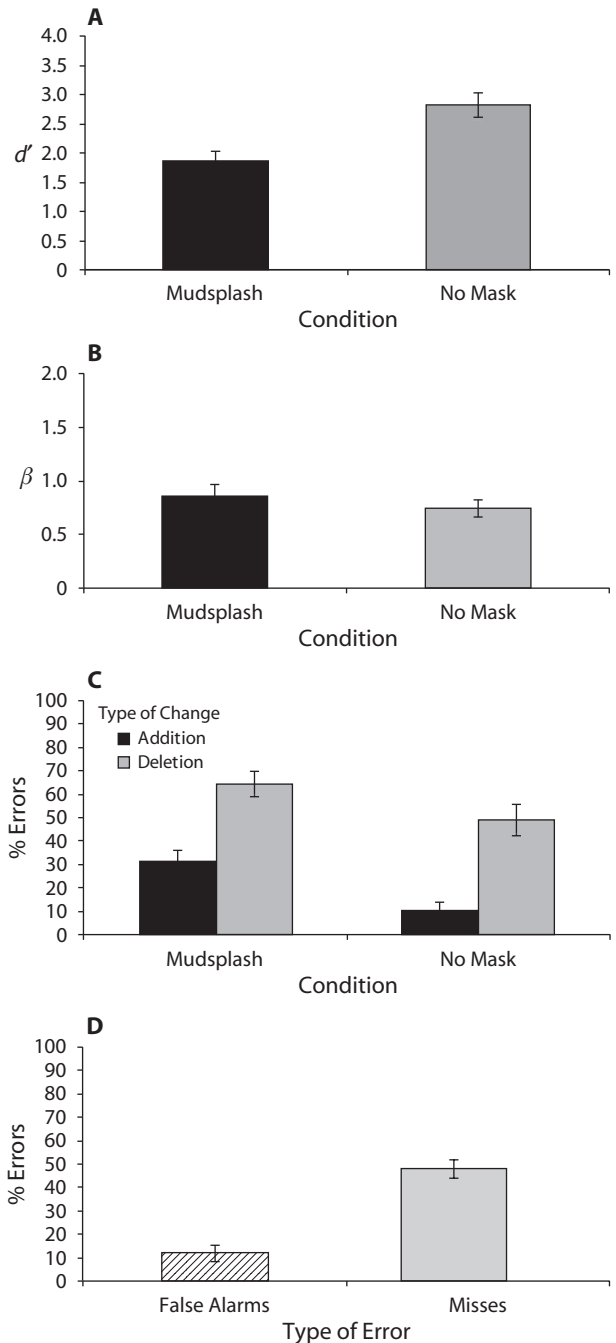 A
4.0
3.5
3.0
2.5
2.0
1.5
1.0
0.5
0
d′
Mudsplash No Mask
Condition
B
2.0
1.5
1.0
0.5
0
β
Mudsplash No Mask
Condition
C
100
90
80
70
60
50
40
30
20
10
0
% Errors
Type of Change
Addition
Deletion
Mudsplash No Mask
Condition
D
100
90
80
70
60
50
40
30
20
10
0
% Errors
False Alarms Misses
Type of Error